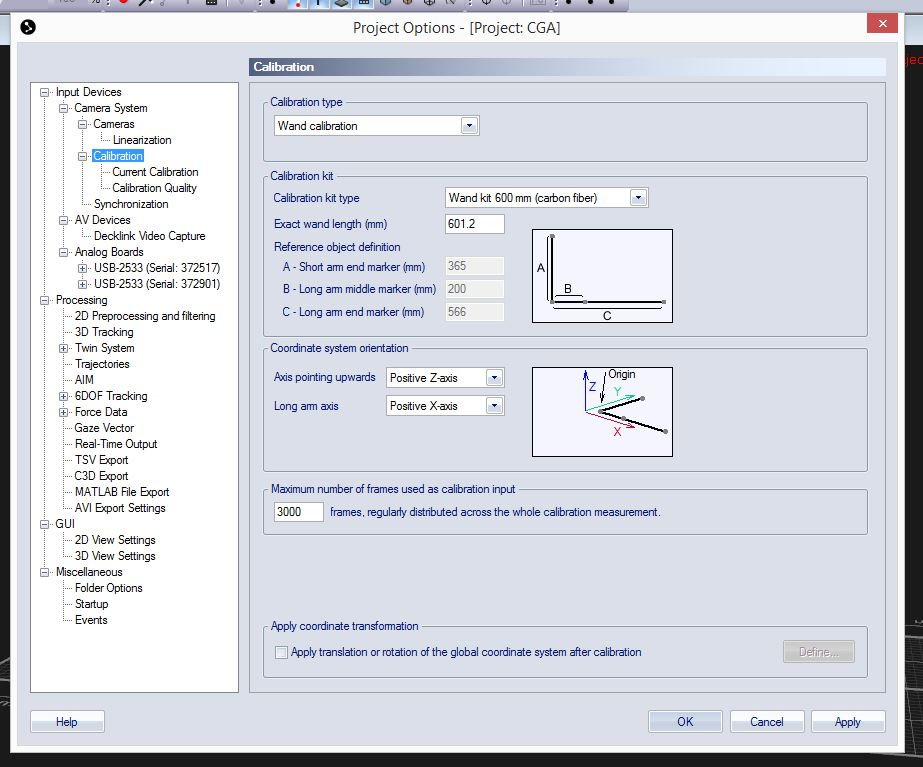 Project Options - [Project: CGA]
Input Devices
Camera System
Cameras
Linearization
Calibration
Current Calibration
Calibration Quality
Synchronization
AV Devices
Decklink Video Capture
Analog Boards
USB-2533 (Serial: 372517)
USB-2533 (Serial: 372901)
Processing
2D Preprocessing and filtering
3D Tracking
Twin System
Trajectories
AIM
6DOF Tracking
Force Data
Gaze Vector
Real-Time Output
TSV Export
C3D Export
MATLAB File Export
AVI Export Settings
GUI
2D View Settings
3D View Settings
Miscellaneous
Folder Options
Startup
Events
Calibration
Calibration type
Wand calibration
Calibration kit
Calibration kit type Wand kit 600 mm (carbon fiber)
Exact wand length (mm) 601.2
Reference object definition
A - Short arm end marker (mm) 365
B - Long arm middle marker (mm) 200
C - Long arm end marker (mm) 566
A
B
C
Coordinate system orientation
Axis pointing upwards Positive Z-axis
Long arm axis Positive X-axis
Origin
Z
Y
X
Maximum number of frames used as calibration input
3000 frames, regularly distributed across the whole calibration measurement.
Apply coordinate transformation
Apply translation or rotation of the global coordinate system after calibration Define...
Help OK Cancel Apply